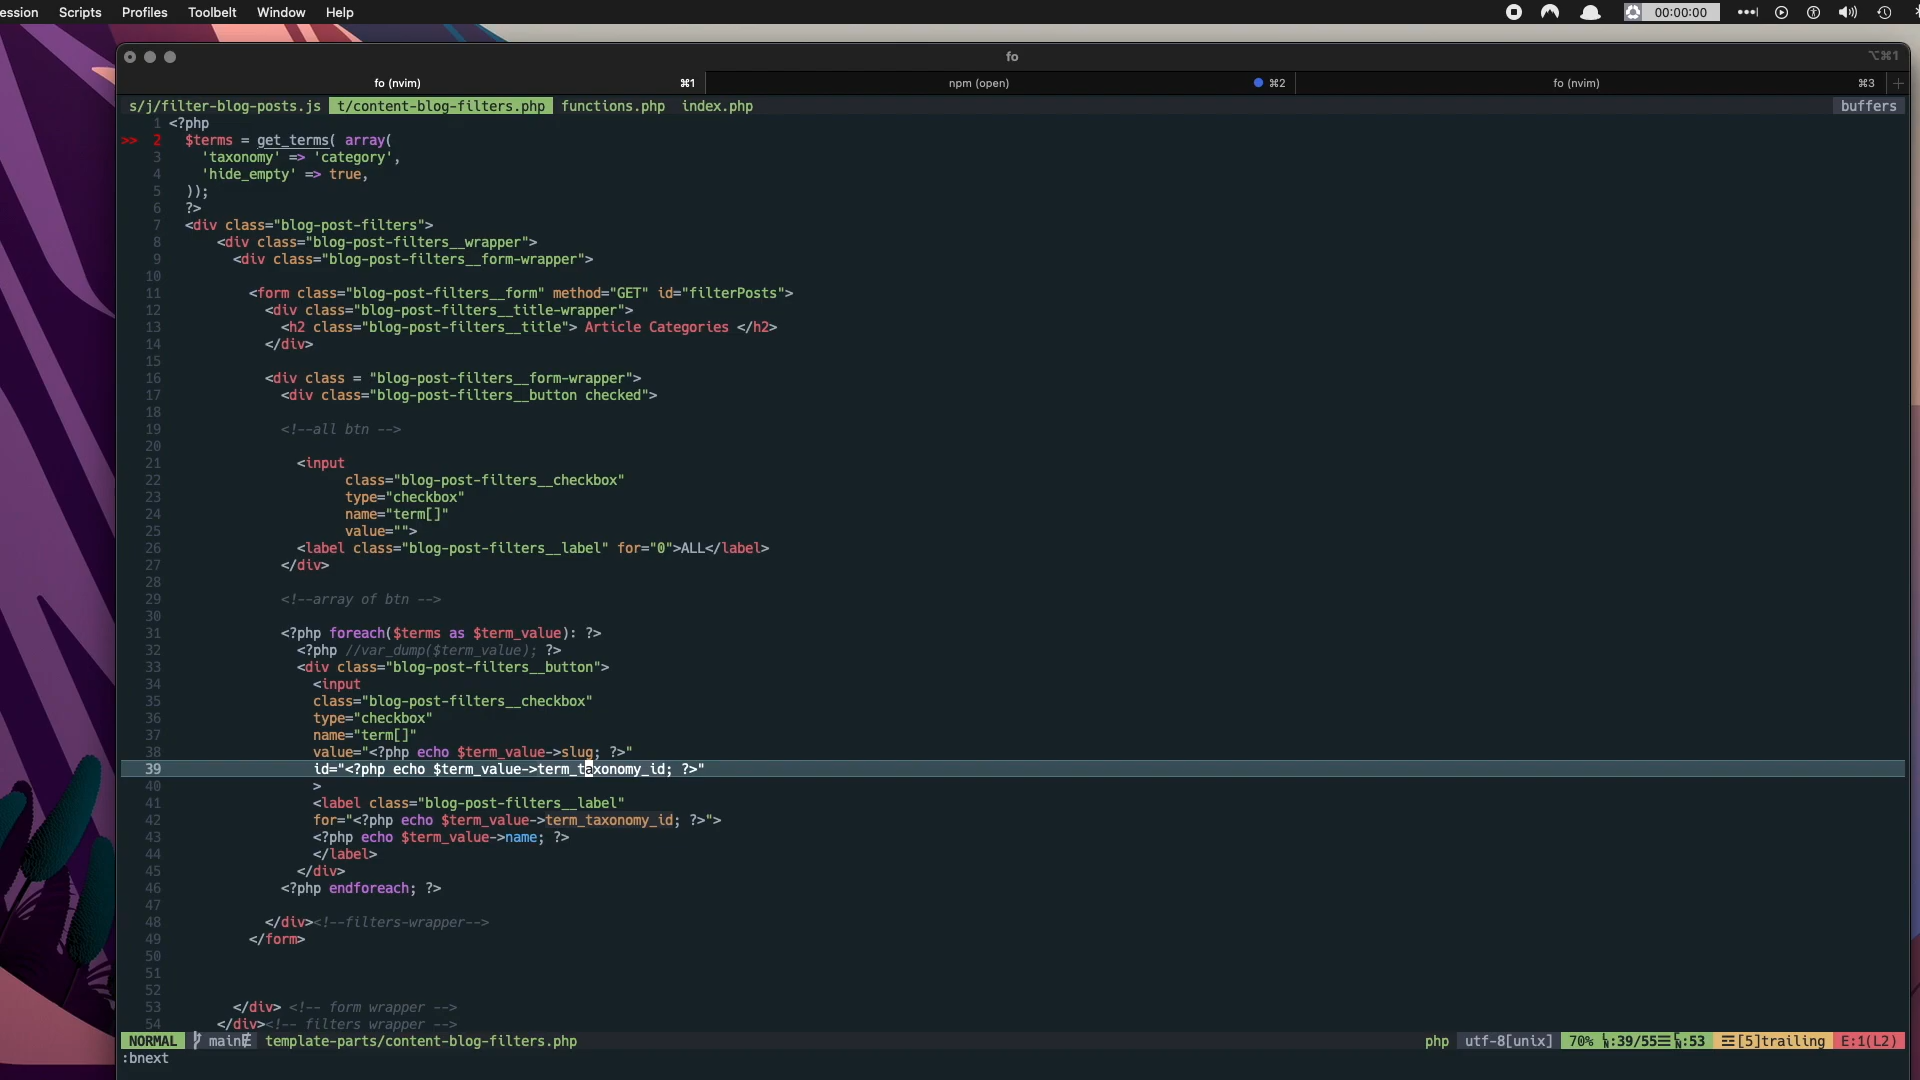 ession Scripts Profiles Toolbelt Window Help 00:00:00
fo ⌥⌘1
fo (nvim) ⌘1 npm (open) ⌘2 fo (nvim) ⌘3 +
s/j/filter-blog-posts.js t/content-blog-filters.php functions.php index.php buffers
1 <?php
>> 2 $terms = get_terms( array(
3 'taxonomy' => 'category',
4 'hide_empty' => true,
5 ));
6 ?>
7 <div class="blog-post-filters">
8 <div class="blog-post-filters__wrapper">
9 <div class="blog-post-filters__form-wrapper">
10
11 <form class="blog-post-filters__form" method="GET" id="filterPosts">
12 <div class="blog-post-filters__title-wrapper">
13 <h2 class="blog-post-filters__title"> Article Categories </h2>
14 </div>
15
16 <div class = "blog-post-filters__form-wrapper">
17 <div class="blog-post-filters__button checked">
18
19 <!--all btn -->
20
21 <input
22 class="blog-post-filters__checkbox"
23 type="checkbox"
24 name="term[]"
25 value="">
26 <label class="blog-post-filters__label" for="0">ALL</label>
27 </div>
28
29 <!--array of btn -->
30
31 <?php foreach($terms as $term_value): ?>
32 <?php //var_dump($term_value); ?>
33 <div class="blog-post-filters__button">
34 <input
35 class="blog-post-filters__checkbox"
36 type="checkbox"
37 name="term[]"
38 value="<?php echo $term_value->slug; ?>"
39 id="<?php echo $term_value->term_taxonomy_id; ?>"
40 >
41 <label class="blog-post-filters__label"
42 for="<?php echo $term_value->term_taxonomy_id; ?>">
43 <?php echo $term_value->name; ?>
44 </label>
45 </div>
46 <?php endforeach; ?>
47
48 </div><!--filters-wrapper-->
49 </form>
50
51
52
53 </div> <!-- form wrapper -->
54 </div><!-- filters wrapper -->
NORMAL main template-parts/content-blog-filters.php php utf-8[unix] 70% :39/55 :53 [5]trailing E:1(L2)
:bnext